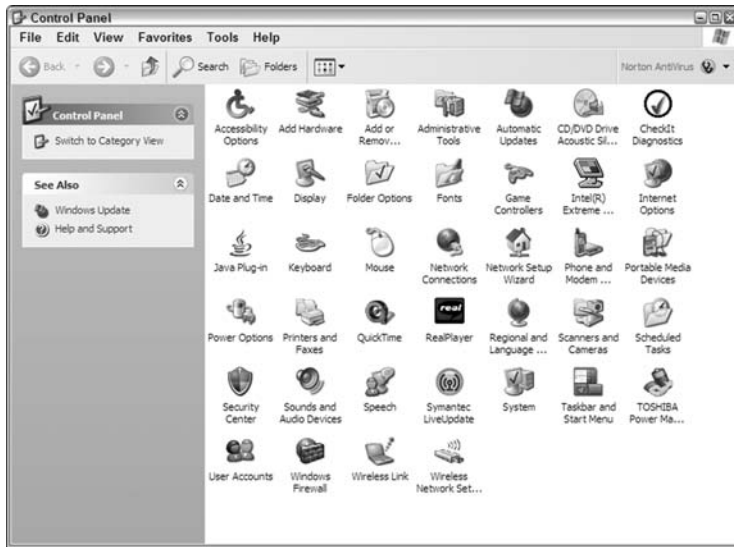 Control Panel
File Edit View Favorites Tools Help
Back Search Folders Norton AntiVirus
Control Panel
Switch to Category View
See Also
Windows Update
Help and Support
Accessibility Options
Add Hardware
Add or Remov...
Administrative Tools
Automatic Updates
CD/DVD Drive Acoustic Sil...
CheckIt Diagnostics
Date and Time
Display
Folder Options
Fonts
Game Controllers
Intel(R) Extreme ...
Internet Options
Java Plug-in
Keyboard
Mouse
Network Connections
Network Setup Wizard
Phone and Modem ...
Portable Media Devices
Power Options
Printers and Faxes
QuickTime
real
RealPlayer
Regional and Language ...
Scanners and Cameras
Scheduled Tasks
Security Center
Sounds and Audio Devices
Speech
Symantec LiveUpdate
System
Taskbar and Start Menu
TOSHIBA Power Ma...
User Accounts
Windows Firewall
Wireless Link
Wireless Network Set...